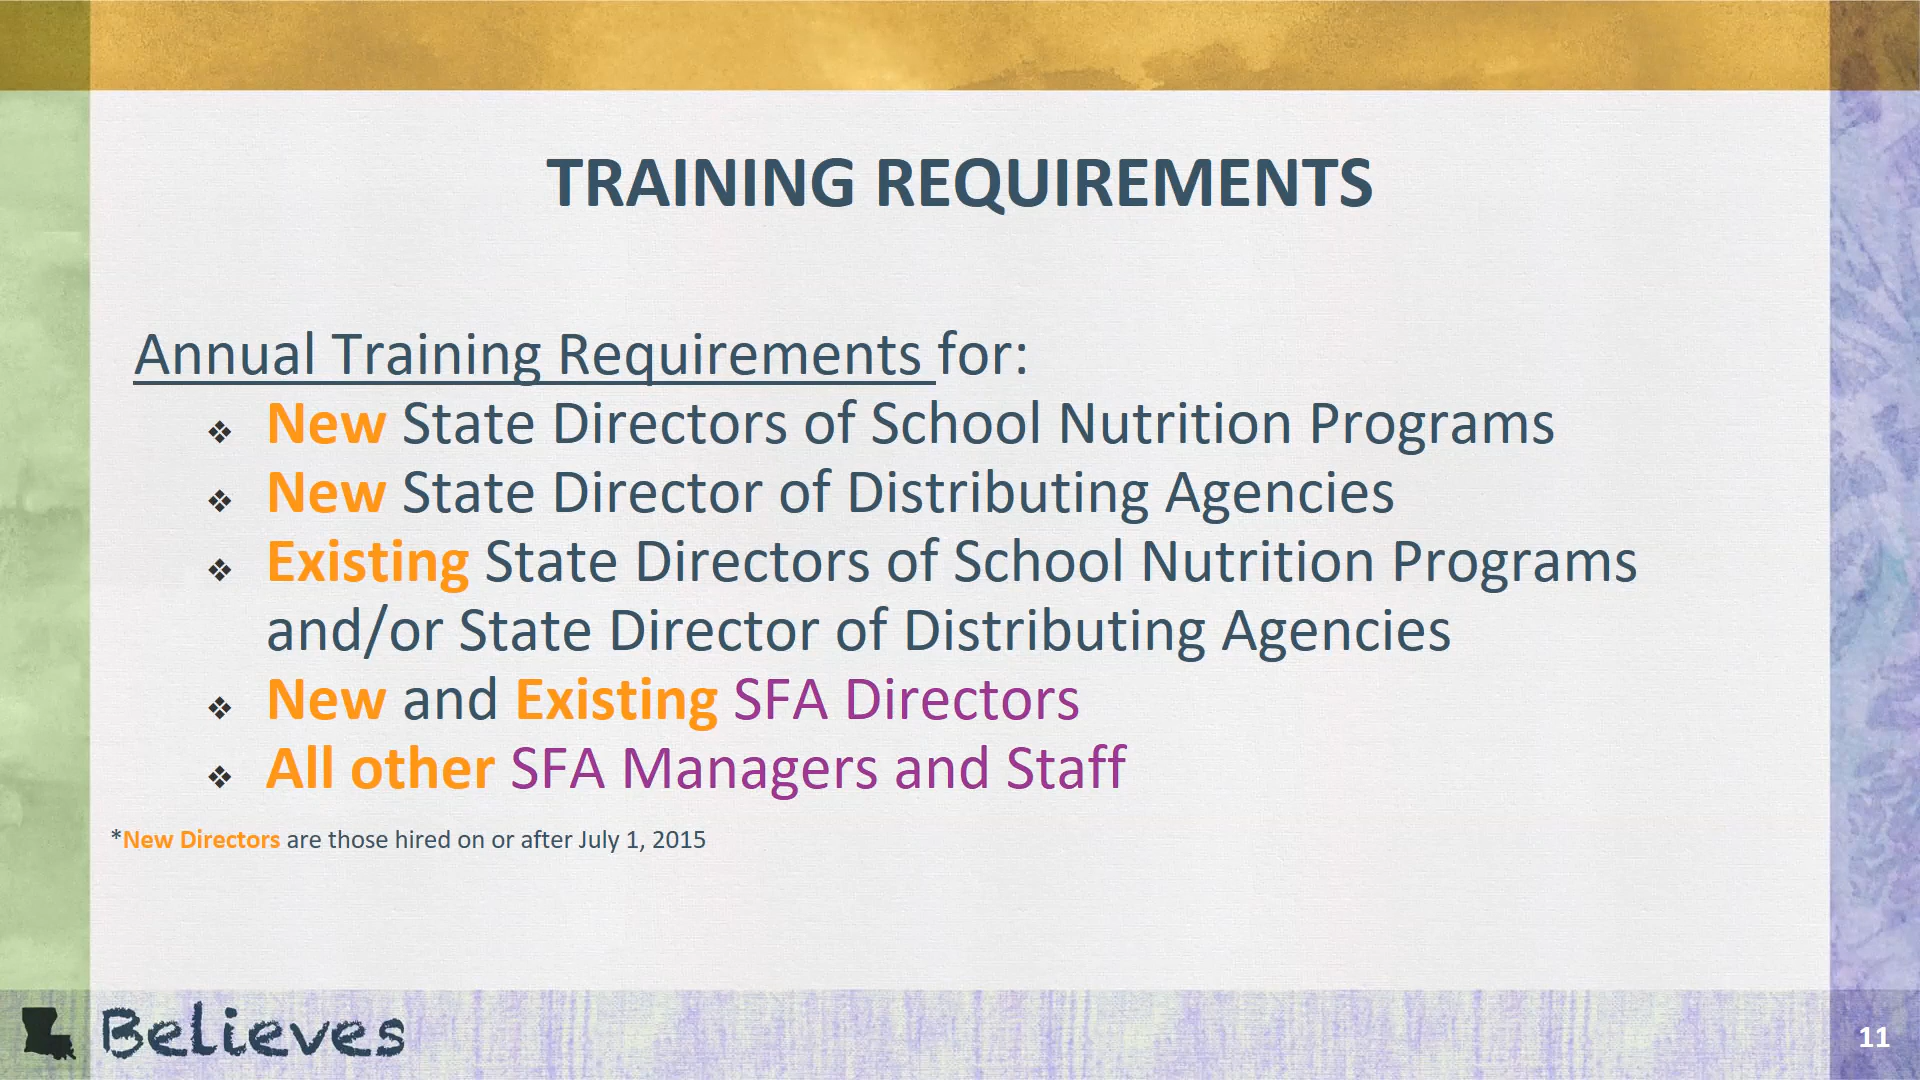 TRAINING REQUIREMENTS
Annual Training Requirements for:
❖ New State Directors of School Nutrition Programs
❖ New State Director of Distributing Agencies
❖ Existing State Directors of School Nutrition Programs
and/or State Director of Distributing Agencies
❖ New and Existing SFA Directors
❖ All other SFA Managers and Staff
*New Directors are those hired on or after July 1, 2015
Believes
11